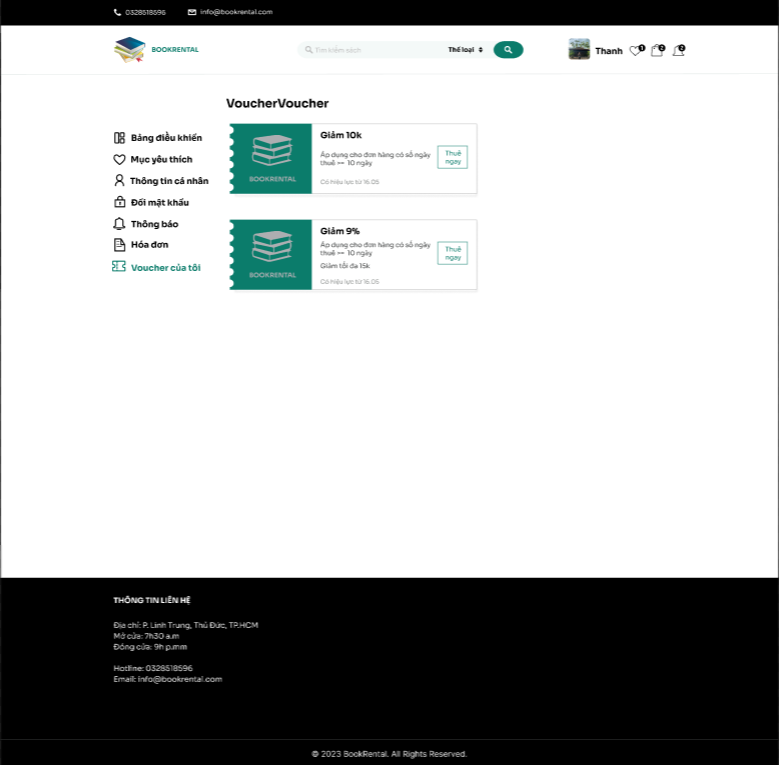 0328518596 info@bookrental.com
BOOKRENTAL Tìm kiếm sách Thể loại Thanh 1 2 2
VoucherVoucher
Bảng điều khiển
Mục yêu thích
Thông tin cá nhân
Đổi mật khẩu
Thông báo
Hóa đơn
Voucher của tôi
BOOKRENTAL
Giảm 10k
Áp dụng cho đơn hàng có số ngày
thuê >= 10 ngày
Có hiệu lực từ 16.05
Thuê
ngay
BOOKRENTAL
Giảm 9%
Áp dụng cho đơn hàng có số ngày
thuê >= 10 ngày
Giảm tối đa 15k
Có hiệu lực từ 16.05
Thuê
ngay
THÔNG TIN LIÊN HỆ
Địa chỉ: P. Linh Trung, Thủ Đức, TP.HCM
Mở cửa: 7h30 a.m
Đóng cửa: 9h p.mm
Hotline: 0328518596
Email: info@bookrental.com
© 2023 BookRental. All Rights Reserved.